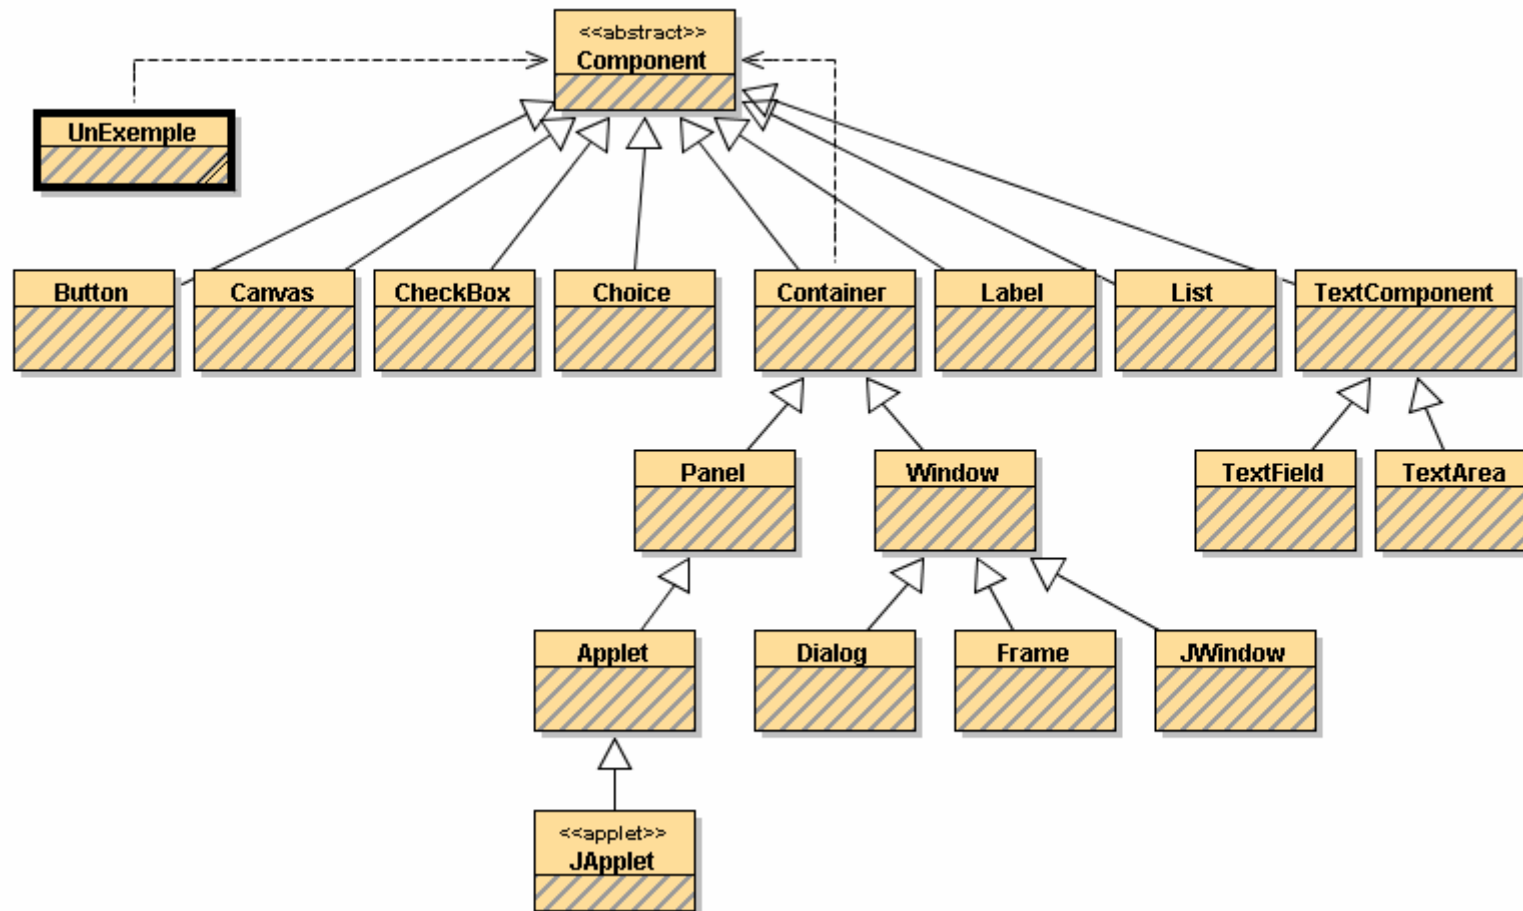 <<abstract>>
Component
UnExemple
Button
Canvas
CheckBox
Choice
Container
Label
List
TextComponent
Panel
Window
TextField
TextArea
Applet
Dialog
Frame
JWindow
<<applet>>
JApplet